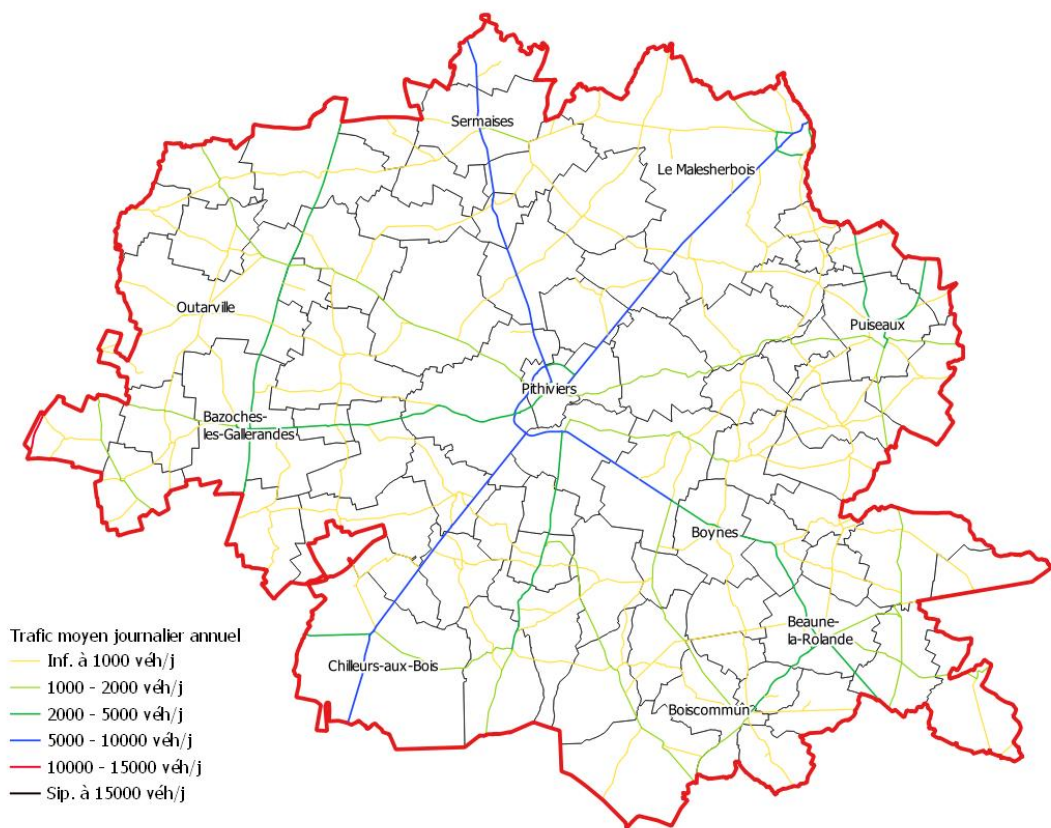 Sermaises
Le Malesherbois
Outarville
Puiseaux
Pithiviers
Bazoches-
les-Gallerandes
Boynes
Beaune-
la-Rolande
Chilleurs-aux-Bois
Boiscommun
Trafic moyen journalier annuel
Inf. à 1000 véh/j
1000 - 2000 véh/j
2000 - 5000 véh/j
5000 - 10000 véh/j
10000 - 15000 véh/j
Sip. à 15000 véh/j